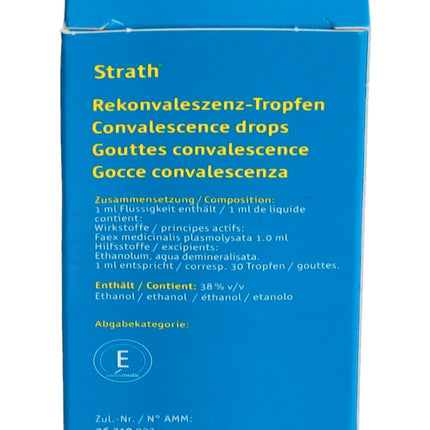 Strath®
Rekonvaleszenz-Tropfen
Convalescence drops
Gouttes convalescence
Gocce convalescenza
Zusammensetzung / Composition:
1 ml Flüssigkeit enthält / 1 ml de liquide
contient:
Wirkstoffe / principes actifs:
Faex medicinalis plasmolysata 1.0 ml
Hilfsstoffe / excipients:
Ethanolum, aqua demineralisata.
1 ml entspricht / corresp. 30 Tropfen / gouttes.
Enthält / Contient: 38% v/v
Ethanol / ethanol / éthanol / etanolo
Abgabekategorie:
E
swissmedic
Zul.-Nr. / N° AMM: